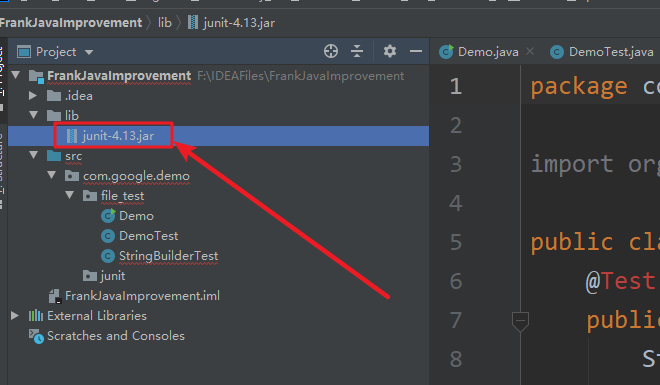 FrankJavaImprovement lib junit-4.13.jar
Project Demo.java DemoTest.java
FrankJavaImprovement F:\IDEAFiles\FrankJavaImprovement
.idea
lib
junit-4.13.jar
src
com.google.demo
file_test
Demo
DemoTest
StringBuilderTest
junit
FrankJavaImprovement.iml
External Libraries
Scratches and Consoles
1 package co
2
3 import org
4
5 public cla
6 @Test
7 public
8 St